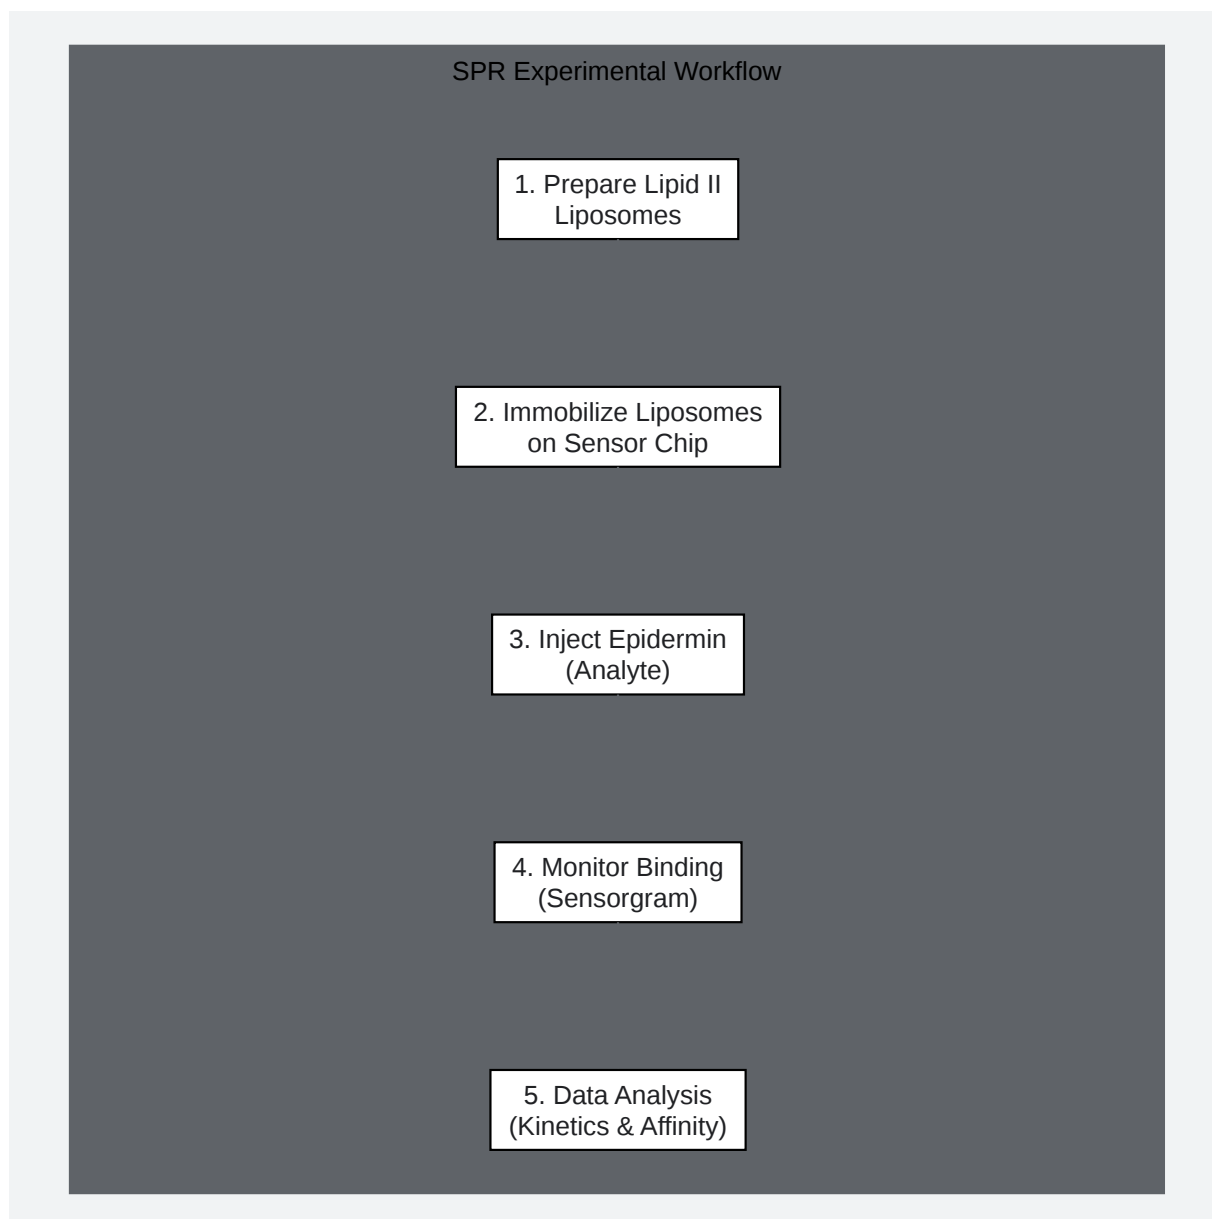 SPR Experimental Workflow
1. Prepare Lipid II
Liposomes
2. Immobilize Liposomes
on Sensor Chip
3. Inject Epidermin
(Analyte)
4. Monitor Binding
(Sensorgram)
5. Data Analysis
(Kinetics & Affinity)